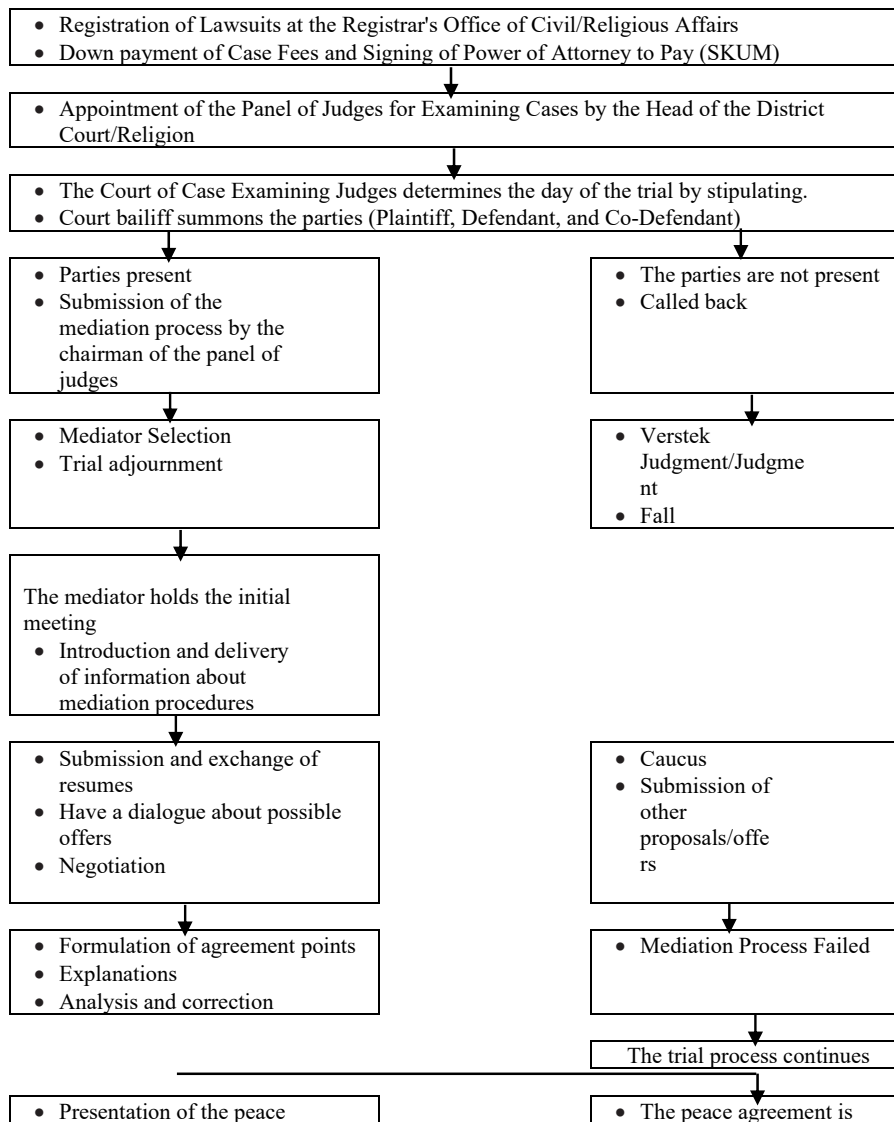 • Registration of Lawsuits at the Registrar's Office of Civil/Religious Affairs
• Down payment of Case Fees and Signing of Power of Attorney to Pay (SKUM)
• Appointment of the Panel of Judges for Examining Cases by the Head of the District
Court/Religion
• The Court of Case Examining Judges determines the day of the trial by stipulating.
• Court bailiff summons the parties (Plaintiff, Defendant, and Co-Defendant)
• Parties present
• Submission of the
mediation process by the
chairman of the panel of
judges
• The parties are not present
• Called back
• Mediator Selection
• Trial adjournment
• Verstek
Judgment/Judgme
nt
• Fall
The mediator holds the initial
meeting
• Introduction and delivery
of information about
mediation procedures
• Submission and exchange of
resumes
• Have a dialogue about possible
offers
• Negotiation
• Caucus
• Submission of
other
proposals/offe
rs
• Formulation of agreement points
• Explanations
• Analysis and correction
• Mediation Process Failed
The trial process continues
• Presentation of the peace
• The peace agreement is